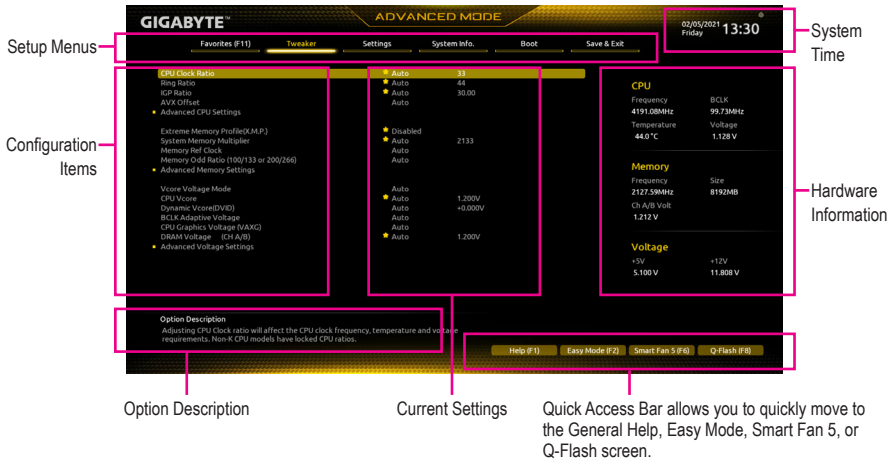 GIGABYTE™
ADVANCED MODE
02/05/2021 13:30
Friday
System
Time
Setup Menus
Favorites (F11) Tweaker Settings System Info. Boot Save & Exit
Configuration
Items
CPU Clock Ratio Auto 33
Ring Ratio Auto 44
IGP Ratio Auto 30.00
AVX Offset Auto
Advanced CPU Settings
Extreme Memory Profile(X.M.P.) Disabled
System Memory Multiplier Auto 2133
Memory Ref Clock Auto
Memory Odd Ratio (100/133 or 200/266) Auto
Advanced Memory Settings
Vcore Voltage Mode Auto
CPU Vcore Auto 1.200V
Dynamic Vcore(DVID) Auto +0.000V
BCLK Adaptive Voltage Auto
CPU Graphics Voltage (VAXG) Auto
DRAM Voltage (CH A/B) Auto 1.200V
Advanced Voltage Settings
CPU
Frequency BCLK
4191.08MHz 99.73MHz
Temperature Voltage
44.0 °C 1.128 V
Memory
Frequency Size
2127.59MHz 8192MB
Ch A/B Volt
1.212 V
Voltage
+5V +12V
5.100 V 11.808 V
Hardware
Information
Option Description
Adjusting CPU Clock ratio will affect the CPU clock frequency, temperature and voltage
requirements. Non-K CPU models have locked CPU ratios.
Help (F1) Easy Mode (F2) Smart Fan 5 (F6) Q-Flash (F8)
Option Description
Current Settings
Quick Access Bar allows you to quickly move to
the General Help, Easy Mode, Smart Fan 5, or
Q-Flash screen.